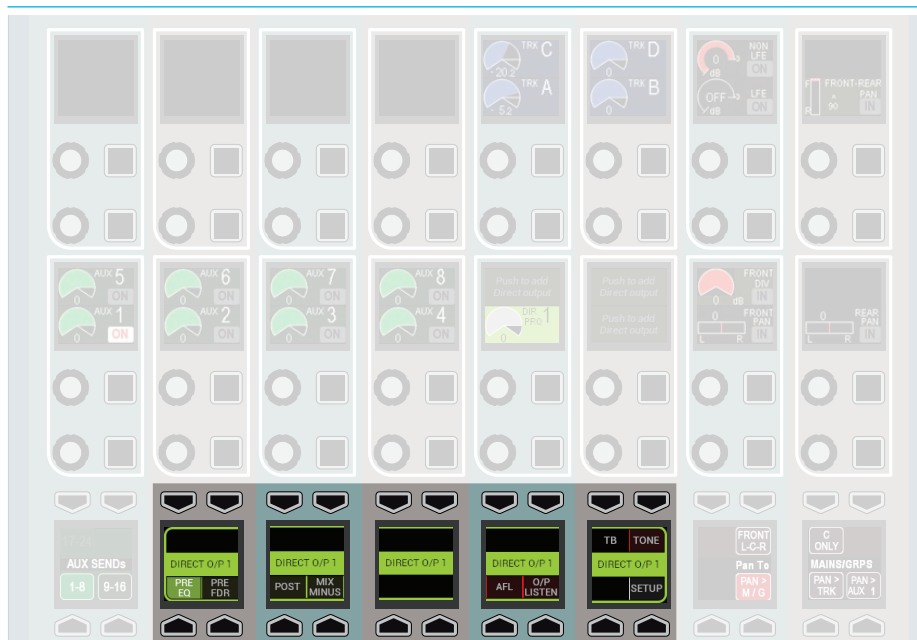 TRK C
-20.2
TRK A
-5.2
TRK D
0
TRK B
0
NON
LFE
0
dB
ON
OFF
dB
LFE
ON
F
FRONT-REAR
PAN
90
IN
R
AUX 5
0
ON
AUX 1
0
ON
AUX 6
0
ON
AUX 2
0
ON
AUX 7
0
ON
AUX 3
0
ON
AUX 8
0
ON
AUX 4
0
ON
Push to add
Direct output
DIR
PRO 1
0
Push to add
Direct output
Push to add
Direct output
FRONT
DIV
0 dB
IN
0
FRONT
PAN
L R
IN
0
REAR
PAN
L R
IN
17-24
AUX SENDs
1-8 9-16
DIRECT O/P 1
PRE EQ
PRE FDR
DIRECT O/P 1
POST
MIX MINUS
DIRECT O/P 1
DIRECT O/P 1
AFL
O/P LISTEN
TB TONE
DIRECT O/P 1
SETUP
FRONT
L-C-R
Pan To
PAN >
M / G
C
ONLY
MAINS/GRPS
PAN >
TRK
PAN >
AUX 1